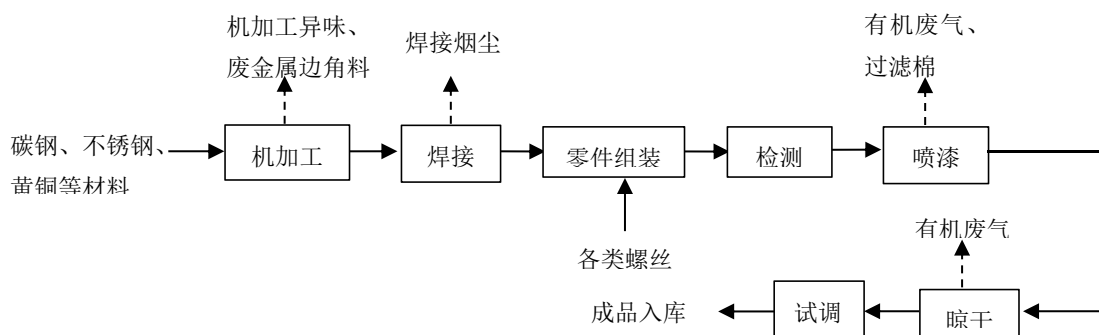 机加工异味、
废金属边角料
焊接烟尘
有机废气、
过滤棉
碳钢、不锈钢、
黄铜等材料
机加工
焊接
零件组装
检测
喷漆
各类螺丝
有机废气
成品入库
试调
晾干